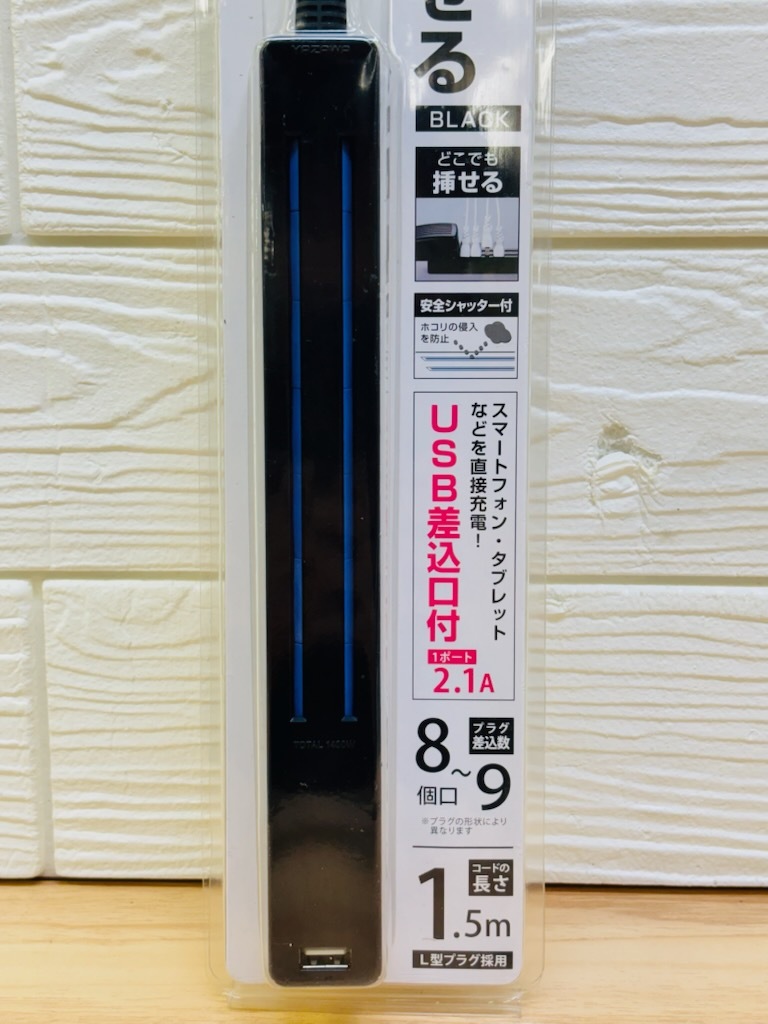 YAZAWA
せる
BLACK
どこでも
挿せる
安全シャッター付
ホコリの侵入
を防止
スマートフォン・タブレット
などを直接充電!
USB差込口付
1ポート
2.1A
プラグ
差込数
8~9
個口
※プラグの形状により
異なります
TOTAL 1400W
コードの
長さ
1.5m
L型プラグ採用